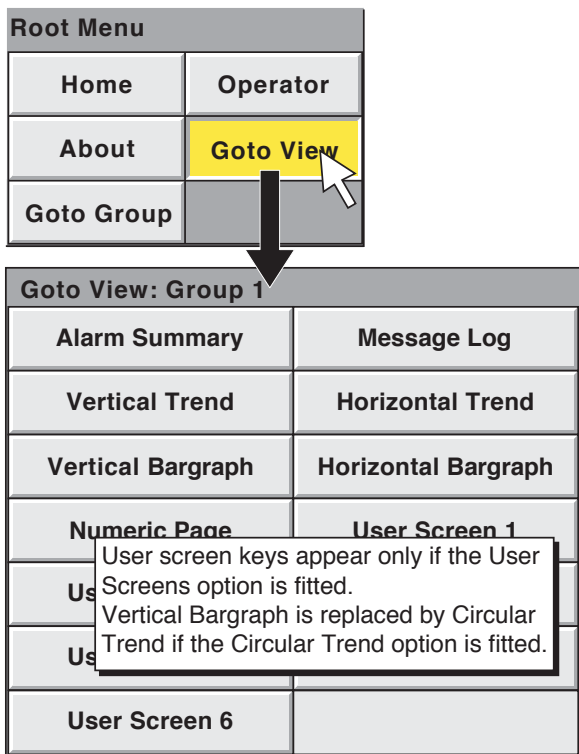 Root Menu
Home Operator
About Goto View
Goto Group
Goto View: Group 1
Alarm Summary Message Log
Vertical Trend Horizontal Trend
Vertical Bargraph Horizontal Bargraph
Numeric Page User Screen 1
User screen keys appear only if the User
Screens option is fitted.
Vertical Bargraph is replaced by Circular
Trend if the Circular Trend option is fitted.
Us
Us
User Screen 6